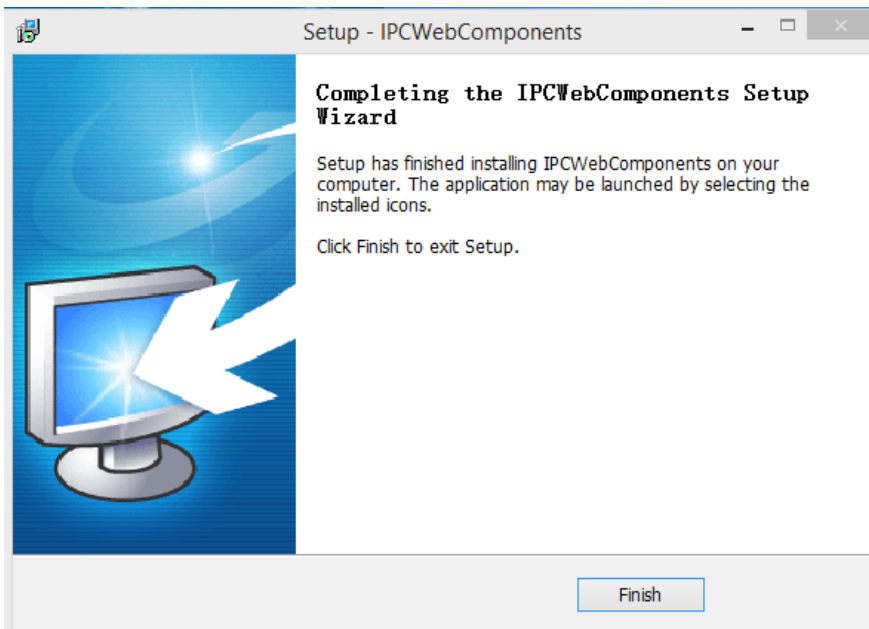 Setup - IPCWebComponents
Completing the IPCWebComponents Setup
Wizard
Setup has finished installing IPCWebComponents on your
computer. The application may be launched by selecting the
installed icons.
Click Finish to exit Setup.
Finish